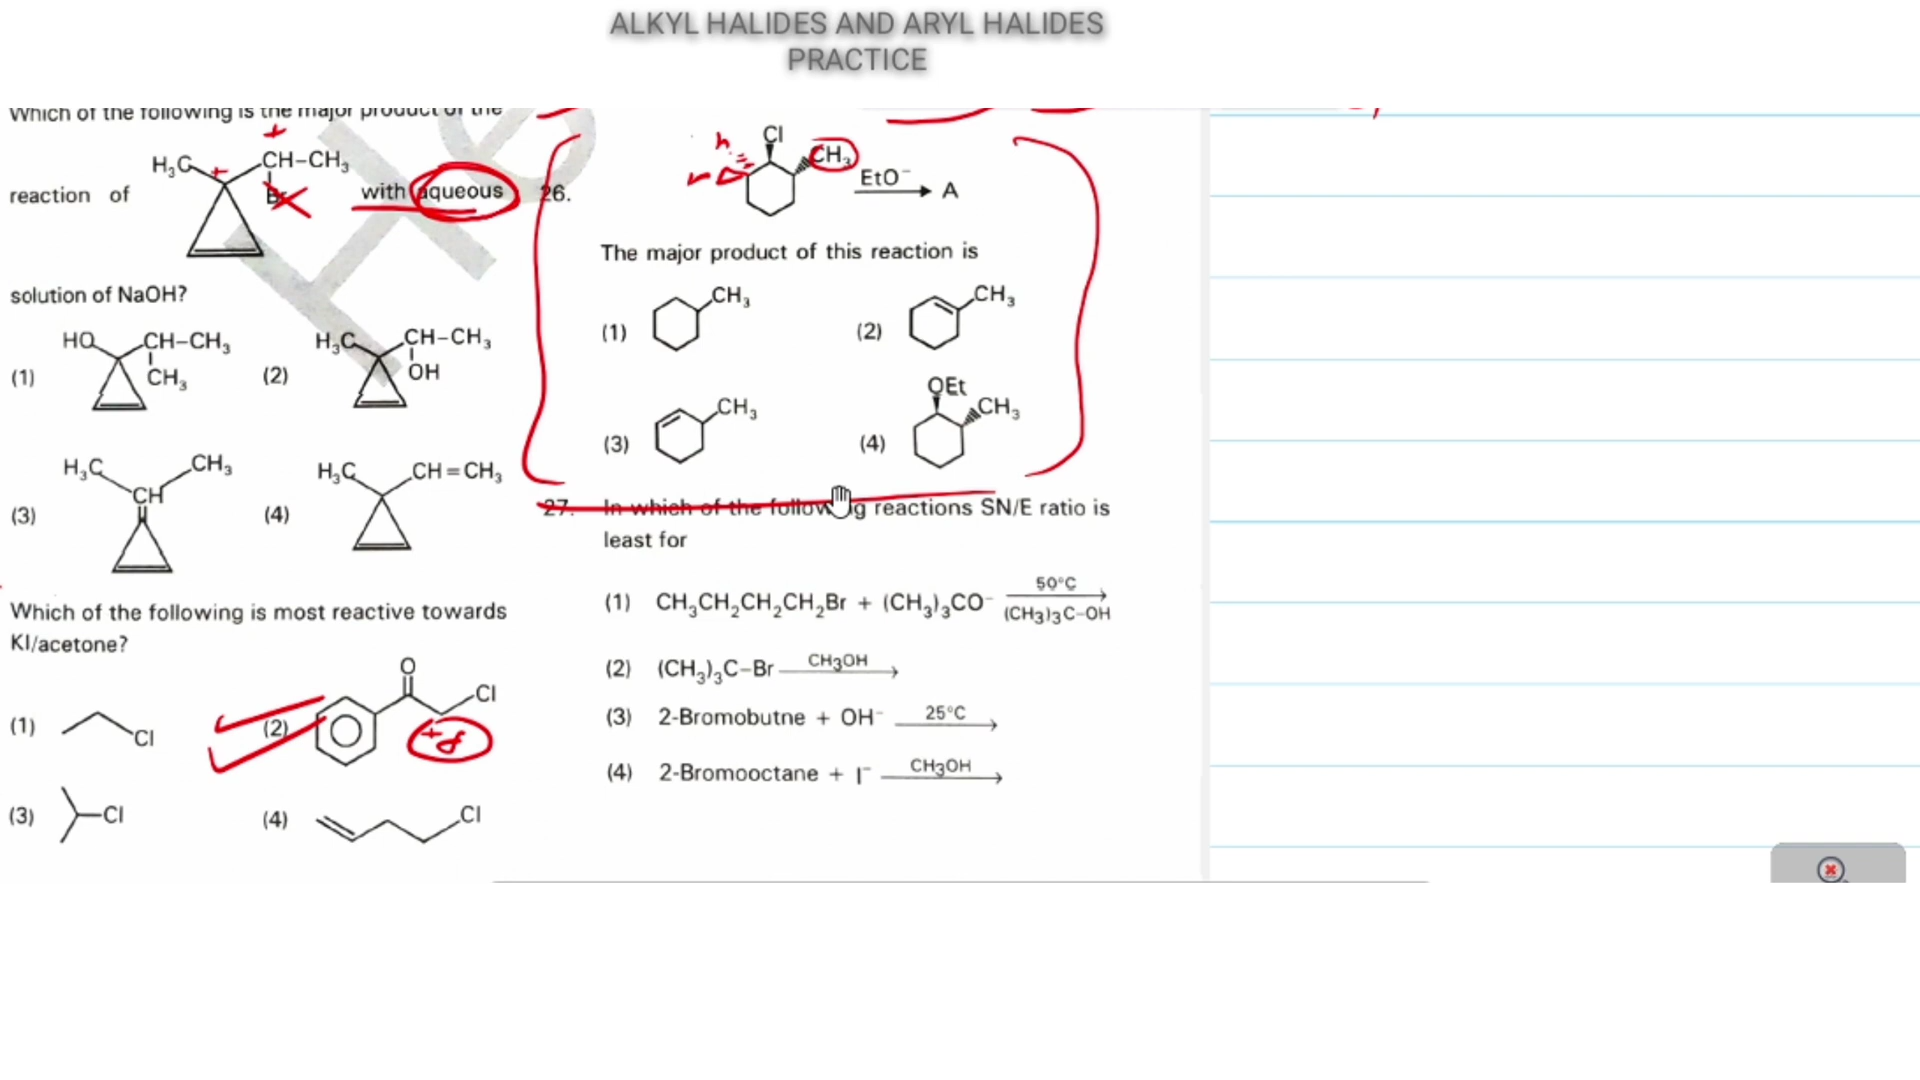 ALKYL HALIDES AND ARYL HALIDES
PRACTICE
Which of the following is the major product of the
reaction of
H₃C
CH–CH₃
Br
with aqueous
solution of NaOH?
(1)
HO
CH–CH₃
CH₃
(2)
H₃C
CH–CH₃
OH
(3)
H₃C
CH₃
CH
(4)
H₃C
CH=CH₃
Which of the following is most reactive towards
KI/acetone?
(1)
Cl
(2)
O
Cl
+δ
(3)
Cl
(4)
Cl
26.
Cl
CH₃
EtO⁻
A
The major product of this reaction is
(1)
CH₃
(2)
CH₃
(3)
CH₃
(4)
OEt
CH₃
27. In which of the following reactions SN/E ratio is
least for
(1) CH₃CH₂CH₂CH₂Br + (CH₃)₃CO⁻
50°C
(CH3)3C–OH
(2) (CH₃)₃C–Br
CH3OH
(3) 2-Bromobutne + OH⁻
25°C
(4) 2-Bromooctane + I⁻
CH3OH